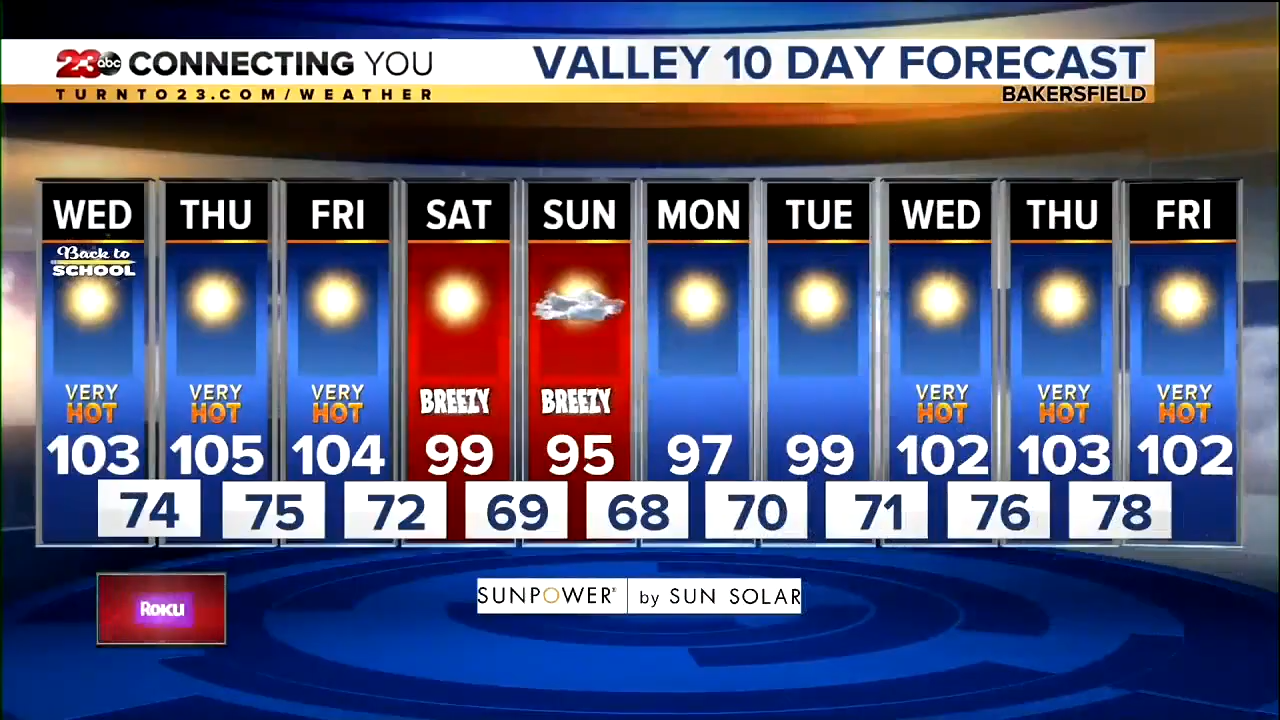 23 abc CONNECTING YOU
TURNTO23.COM/WEATHER
VALLEY 10 DAY FORECAST
BAKERSFIELD
WED THU FRI SAT SUN MON TUE WED THU FRI
Back to
SCHOOL
VERY HOT VERY HOT VERY HOT BREEZY BREEZY VERY HOT VERY HOT VERY HOT
103 105 104 99 95 97 99 102 103 102
74 75 72 69 68 70 71 76 78
ROKU
SUNPOWER® | by SUN SOLAR